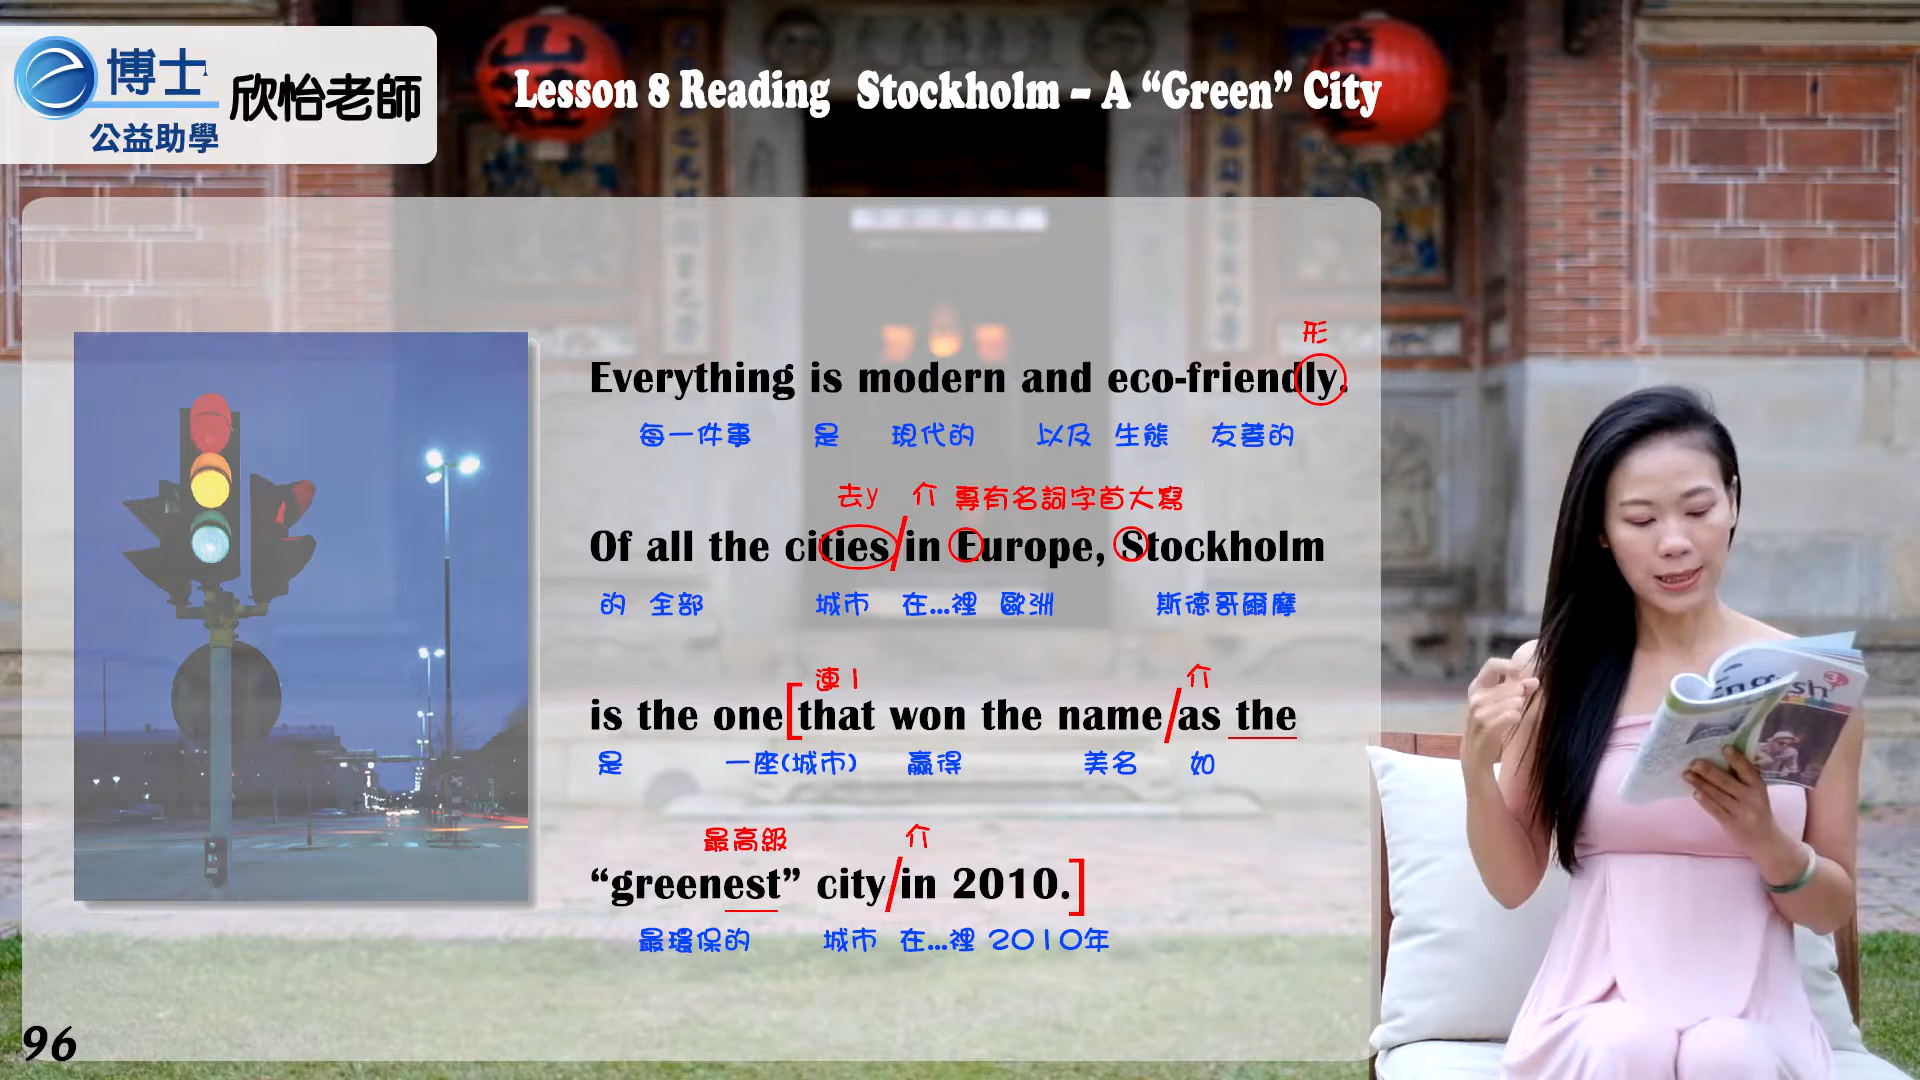 博士
公益助學
欣怡老師
Lesson 8 Reading Stockholm – A “Green” City
形
Everything is modern and eco-friendly.
每一件事 是 現代的 以及 生態 友善的
去y 介 專有名詞字首大寫
Of all the cities/in Europe, Stockholm
的 全部 城市 在...裡 歐洲 斯德哥爾摩
連1 介
is the one[that won the name/as the
是 一座(城市) 贏得 美名 如
最高級 介
“greenest” city/in 2010.]
最環保的 城市 在...裡 2010年
96